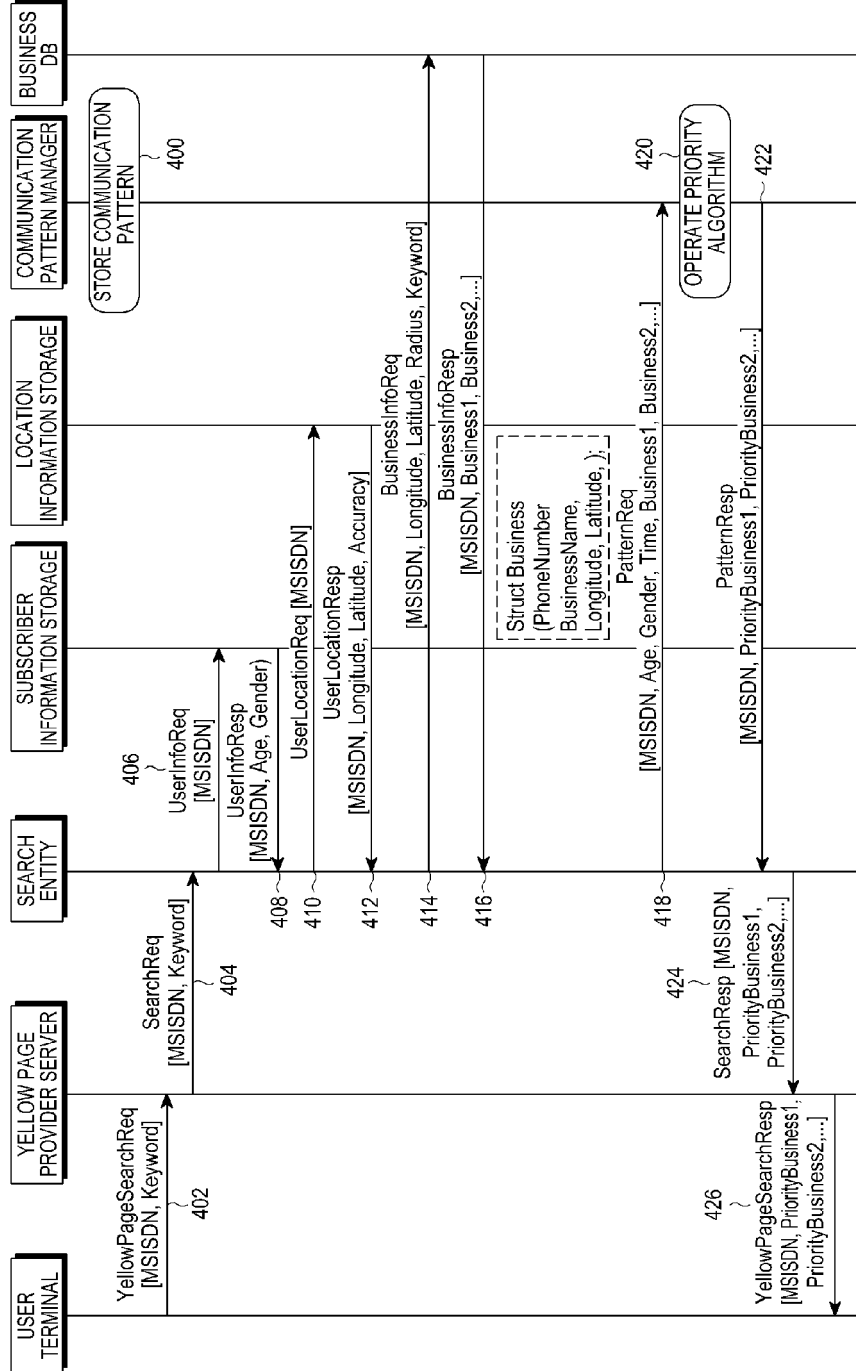 USER
TERMINAL
YELLOW PAGE
PROVIDER SERVER
SEARCH
ENTITY
SUBSCRIBER
INFORMATION STORAGE
LOCATION
INFORMATION STORAGE
COMMUNICATION
PATTERN MANAGER
BUSINESS
DB
STORE COMMUNICATION
PATTERN
400
YellowPageSearchReq
[MSISDN, Keyword]
402
SearchReq
[MSISDN, Keyword]
404
406
UserInfoReq
[MSISDN]
UserInfoResp
[MSISDN, Age, Gender)
408
UserLocationReq [MSISDN]
410
UserLocationResp
[MSISDN, Longitude, Latitude, Accuracy]
412
BusinessInfoReq
[MSISDN, Longitude, Latitude, Radius, Keyword]
414
BusinessInfoResp
[MSISDN, Business1, Business2,...]
416
Struct Business
(PhoneNumber
BusinessName,
Longitude, Latitude, );
PatternReq
[MSISDN, Age, Gender, Time, Business1, Business2,...]
418
420
OPERATE PRIORITY
ALGORITHM
PatternResp
[MSISDN, PriorityBusiness1, PriorityBusiness2,...]
422
424
SearchResp [MSISDN,
PriorityBusiness1,
PriorityBusiness2,...]
426
YellowPageSearchResp
[MSISDN, PriorityBusiness1,
PriorityBusiness2,...]